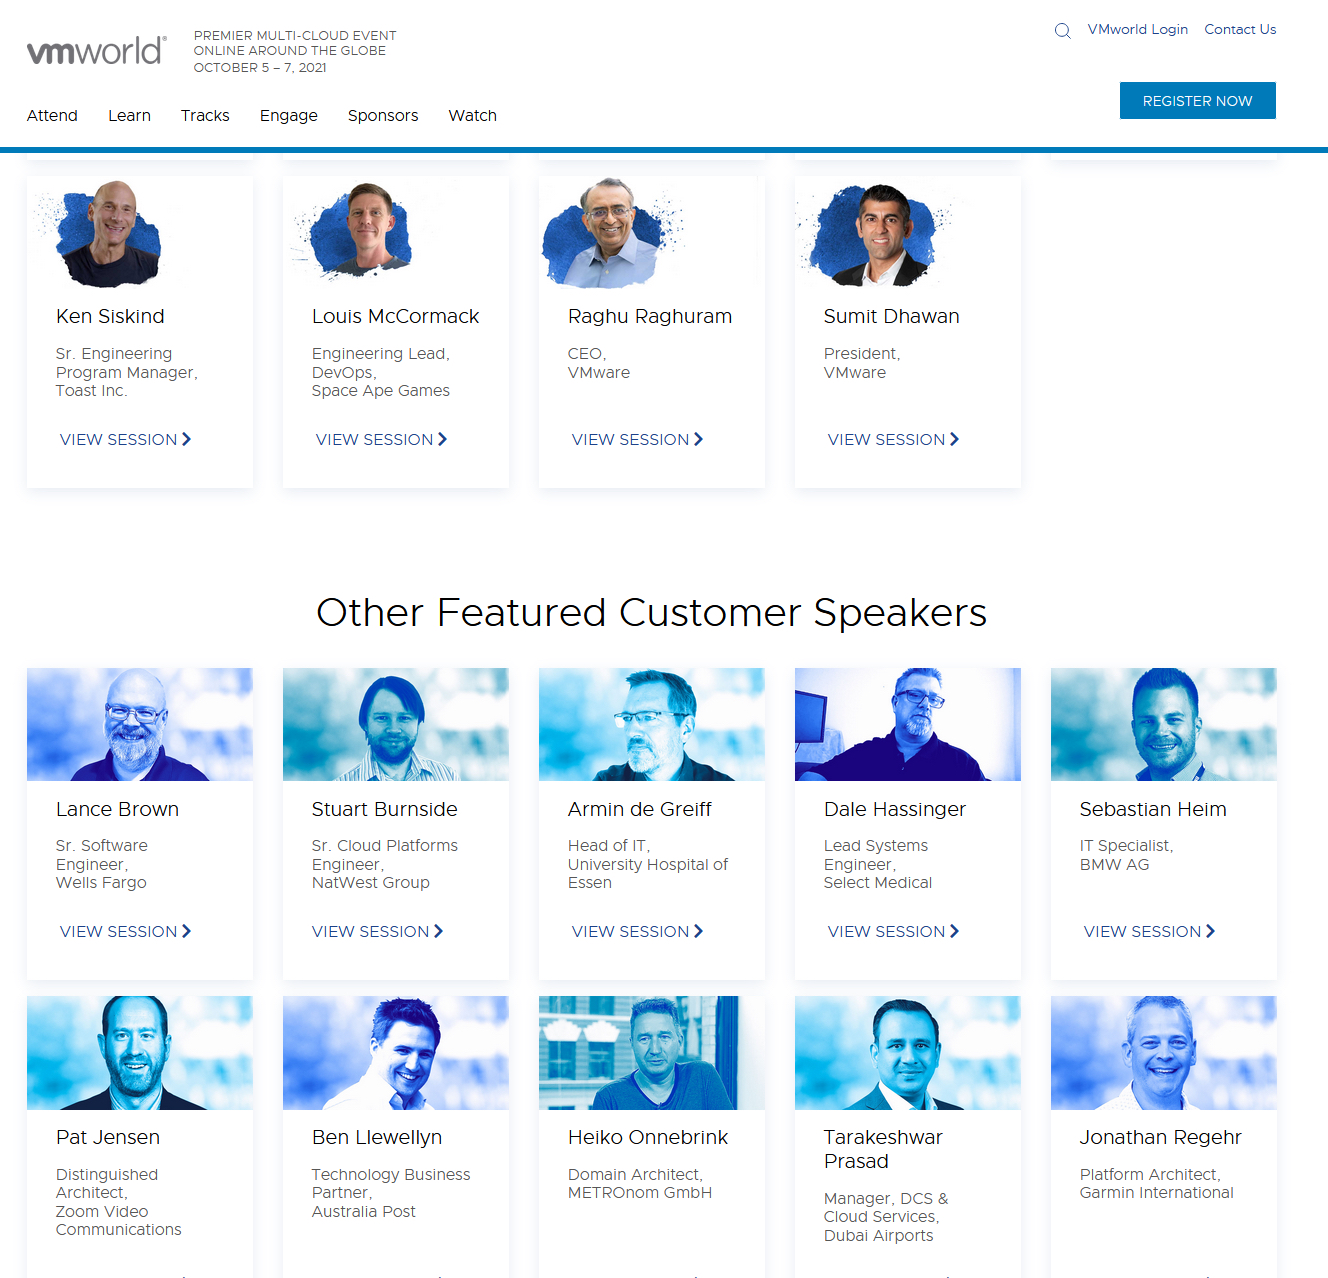 vmworld®
PREMIER MULTI-CLOUD EVENT
ONLINE AROUND THE GLOBE
OCTOBER 5 – 7, 2021
VMworld Login
Contact Us
REGISTER NOW
Attend
Learn
Tracks
Engage
Sponsors
Watch
Ken Siskind
Sr. Engineering
Program Manager,
Toast Inc.
VIEW SESSION
Louis McCormack
Engineering Lead,
DevOps,
Space Ape Games
VIEW SESSION
Raghu Raghuram
CEO,
VMware
VIEW SESSION
Sumit Dhawan
President,
VMware
VIEW SESSION
Other Featured Customer Speakers
Lance Brown
Sr. Software
Engineer,
Wells Fargo
VIEW SESSION
Stuart Burnside
Sr. Cloud Platforms
Engineer,
NatWest Group
VIEW SESSION
Armin de Greiff
Head of IT,
University Hospital of
Essen
VIEW SESSION
Dale Hassinger
Lead Systems
Engineer,
Select Medical
VIEW SESSION
Sebastian Heim
IT Specialist,
BMW AG
VIEW SESSION
Pat Jensen
Distinguished
Architect,
Zoom Video
Communications
Ben Llewellyn
Technology Business
Partner,
Australia Post
Heiko Onnebrink
Domain Architect,
METROnom GmbH
Tarakeshwar
Prasad
Manager, DCS &
Cloud Services,
Dubai Airports
Jonathan Regehr
Platform Architect,
Garmin International